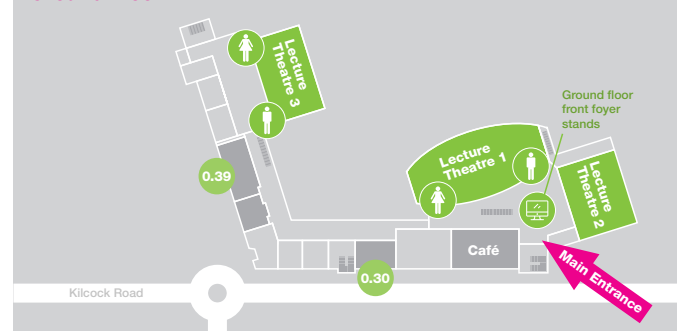 Lecture
Theatre 3
Ground floor
front foyer
stands
Lecture
Theatre 1
Lecture
Theatre 2
0.39
Café
Main Entrance
0.30
Kilcock Road